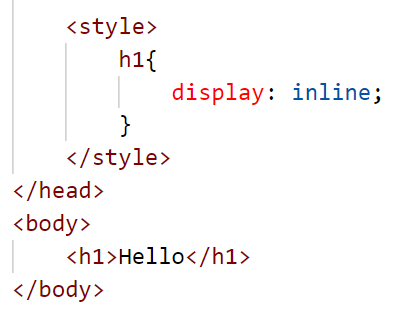 <style>
h1{
display: inline;
}
</style>
</head>
<body>
<h1>Hello</h1>
</body>